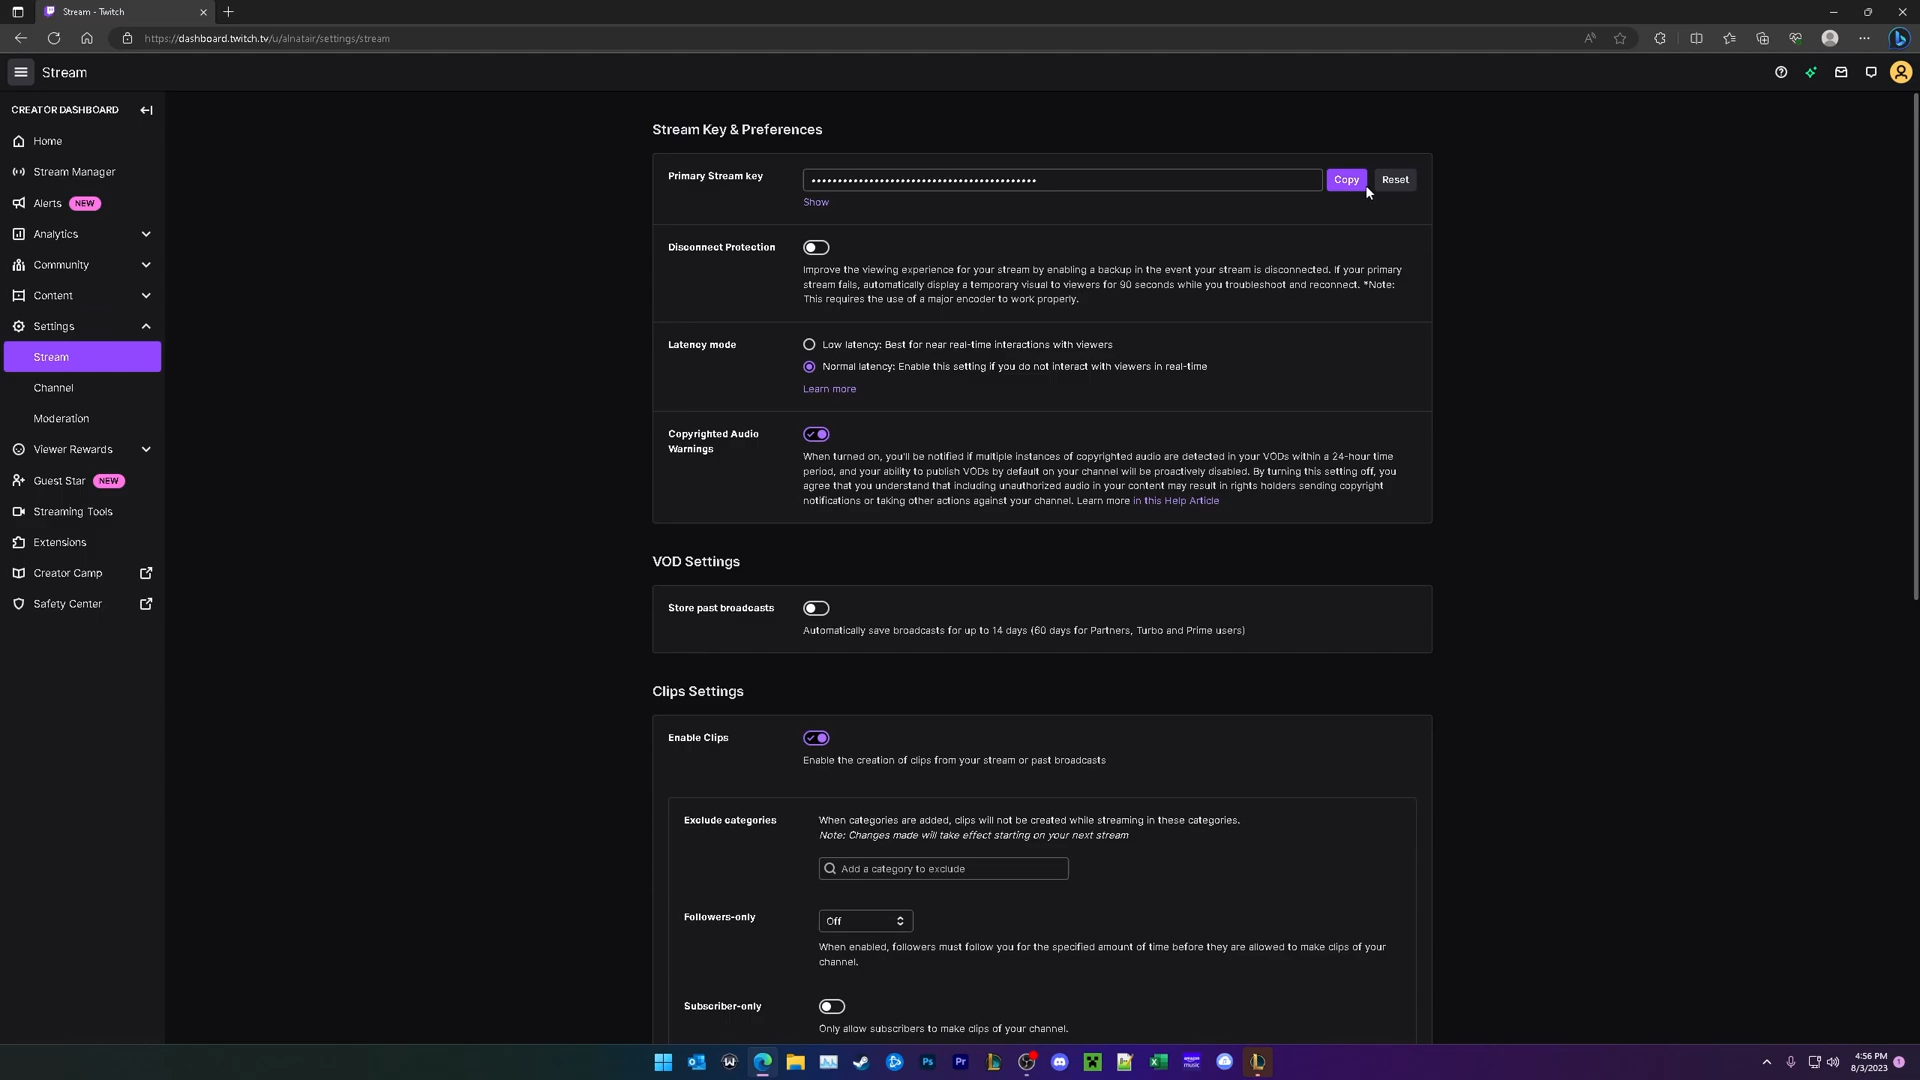 Stream - Twitch
https://dashboard.twitch.tv/u/alnatair/settings/stream
Stream
CREATOR DASHBOARD
Home
Stream Manager
Alerts NEW
Analytics
Community
Content
Settings
Stream
Channel
Moderation
Viewer Rewards
Guest Star NEW
Streaming Tools
Extensions
Creator Camp
Safety Center
Stream Key & Preferences
Primary Stream key
Copy
Reset
Show
Disconnect Protection
Improve the viewing experience for your stream by enabling a backup in the event your stream is disconnected. If your primary
stream fails, automatically display a temporary visual to viewers for 90 seconds while you troubleshoot and reconnect. *Note:
This requires the use of a major encoder to work properly.
Latency mode
Low latency: Best for near real-time interactions with viewers
Normal latency: Enable this setting if you do not interact with viewers in real-time
Learn more
Copyrighted Audio
Warnings
When turned on, you'll be notified if multiple instances of copyrighted audio are detected in your VODs within a 24-hour time
period, and your ability to publish VODs by default on your channel will be proactively disabled. By turning this setting off, you
agree that you understand that including unauthorized audio in your content may result in rights holders sending copyright
notifications or taking other actions against your channel. Learn more in this Help Article
VOD Settings
Store past broadcasts
Automatically save broadcasts for up to 14 days (60 days for Partners, Turbo and Prime users)
Clips Settings
Enable Clips
Enable the creation of clips from your stream or past broadcasts
Exclude categories
When categories are added, clips will not be created while streaming in these categories.
Note: Changes made will take effect starting on your next stream
Add a category to exclude
Followers-only
Off
When enabled, followers must follow you for the specified amount of time before they are allowed to make clips of your
channel.
Subscriber-only
Only allow subscribers to make clips of your channel.
Ps
Pr
4:56 PM
8/3/2023
1